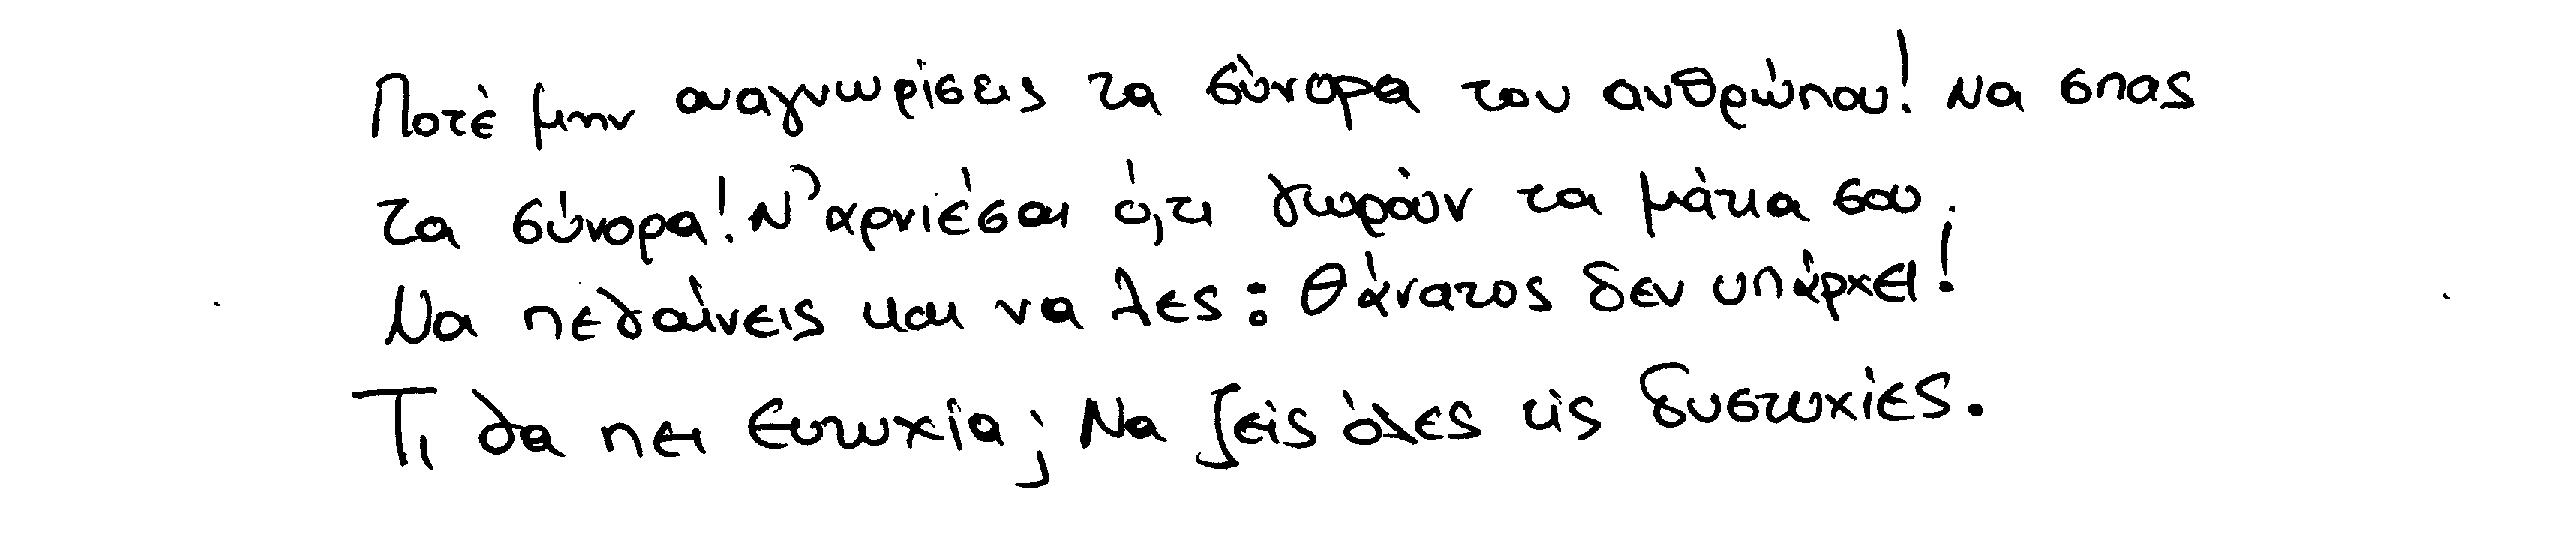 Ποτέ μην αναγνωρίσεις τα σύνορα του ανθρώπου! Να σπας
τα σύνορα! Ν' αρνιέσαι ό,τι θωρούν τα μάτια σου.
Να πεθαίνεις και να λες: Θάνατος δεν υπάρχει!
Τι θα πει ευτυχία; Να ζεις όλες τις δυστυχίες.